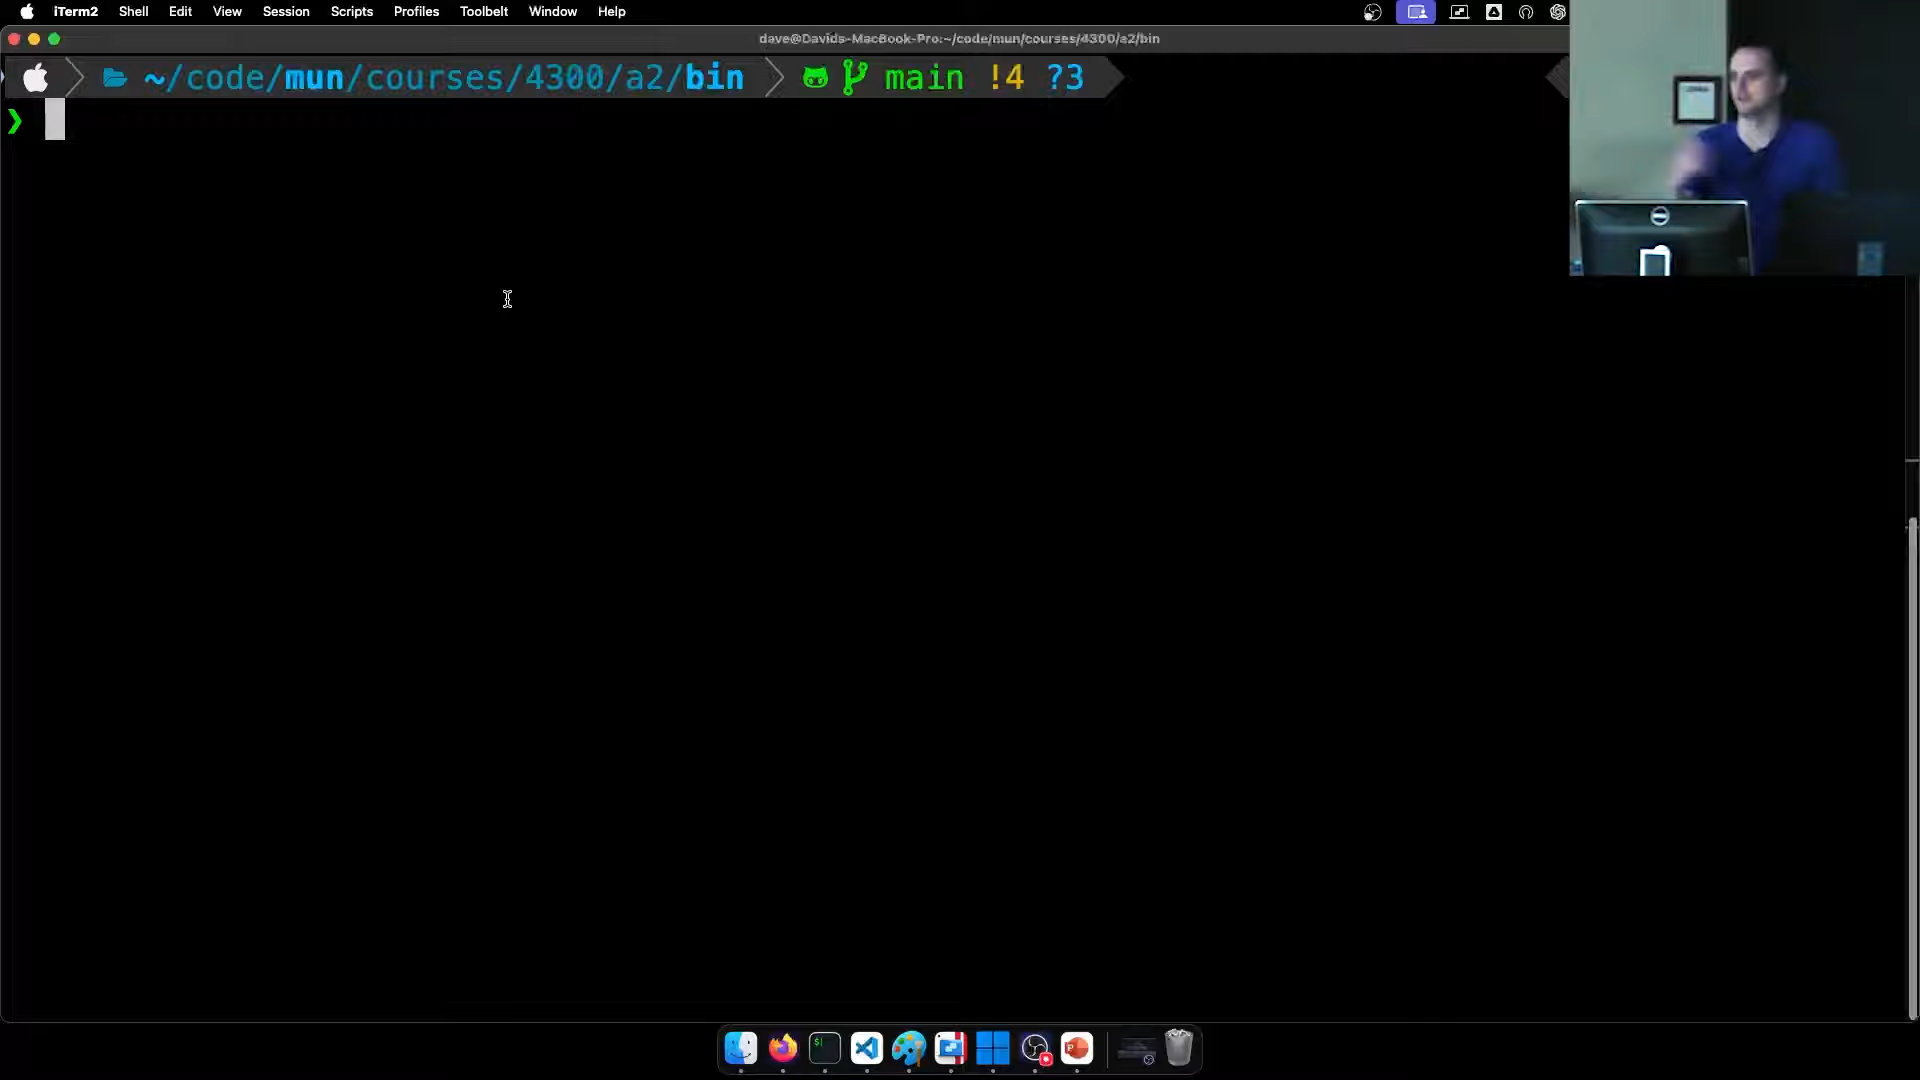 iTerm2 Shell Edit View Session Scripts Profiles Toolbelt Window Help
dave@Davids-MacBook-Pro:~/code/mun/courses/4300/a2/bin
~/code/mun/courses/4300/a2/bin main !4 ?3
❯
$|